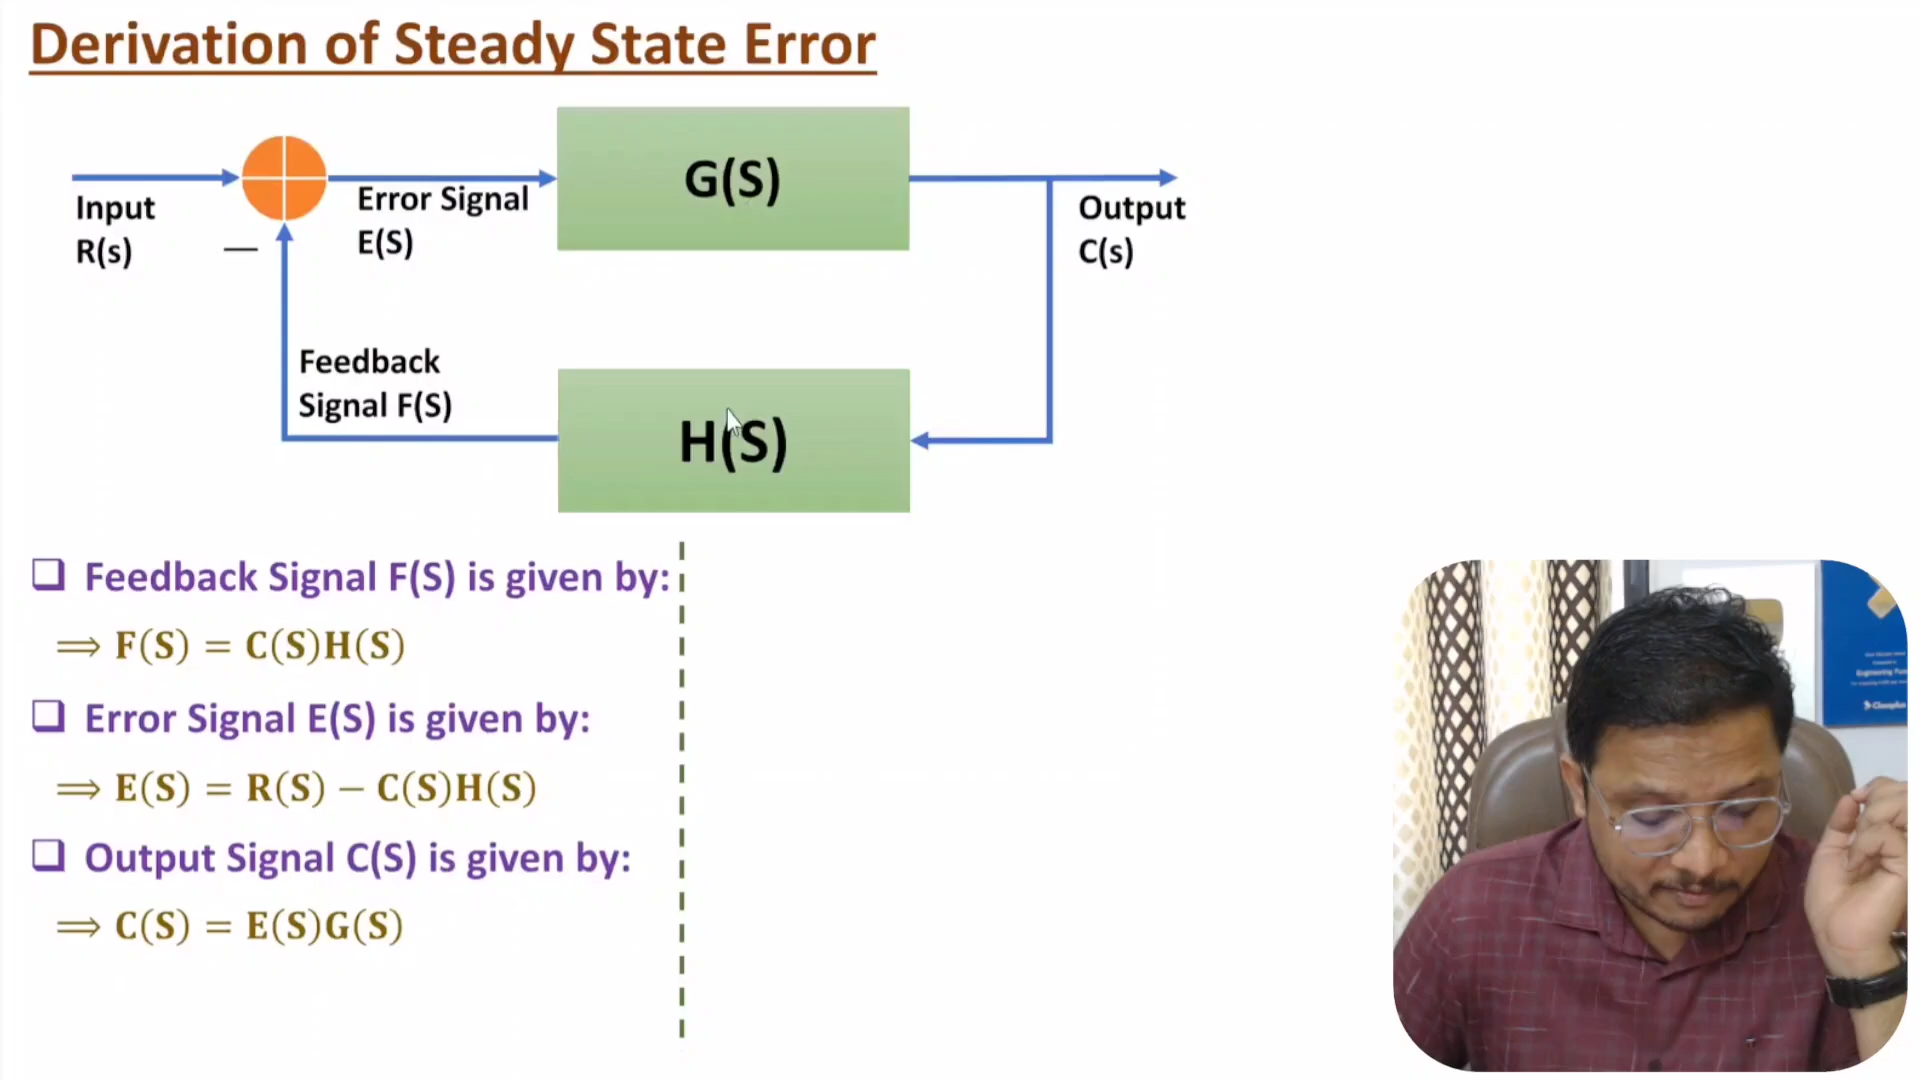 Derivation of Steady State Error
Input
R(s)
—
Error Signal
E(S)
G(S)
Output
C(s)
Feedback
Signal F(S)
H(S)
❑ Feedback Signal F(S) is given by:
⟹ F(S) = C(S)H(S)
❑ Error Signal E(S) is given by:
⟹ E(S) = R(S) − C(S)H(S)
❑ Output Signal C(S) is given by:
⟹ C(S) = E(S)G(S)
Classplus